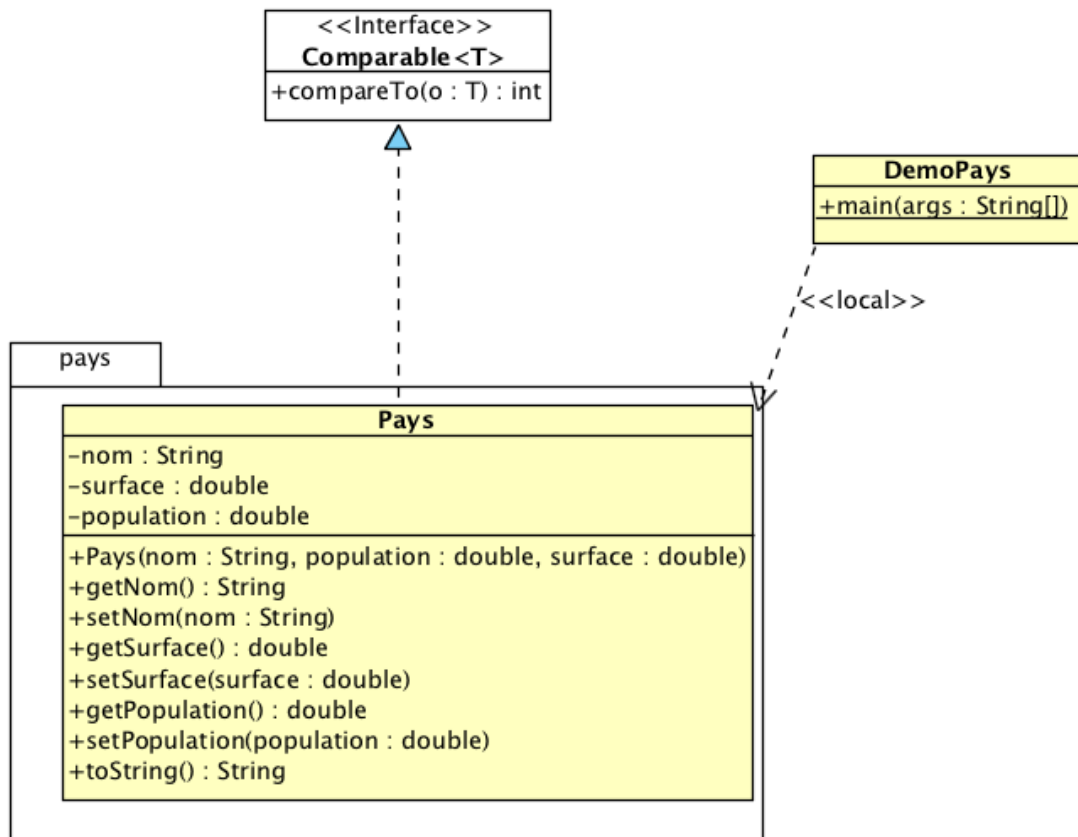 <<Interface>>
Comparable<T>
+compareTo(o : T) : int
DemoPays
+main(args : String[])
<<local>>
pays
Pays
-nom : String
-surface : double
-population : double
+Pays(nom : String, population : double, surface : double)
+getNom() : String
+setNom(nom : String)
+getSurface() : double
+setSurface(surface : double)
+getPopulation() : double
+setPopulation(population : double)
+toString() : String